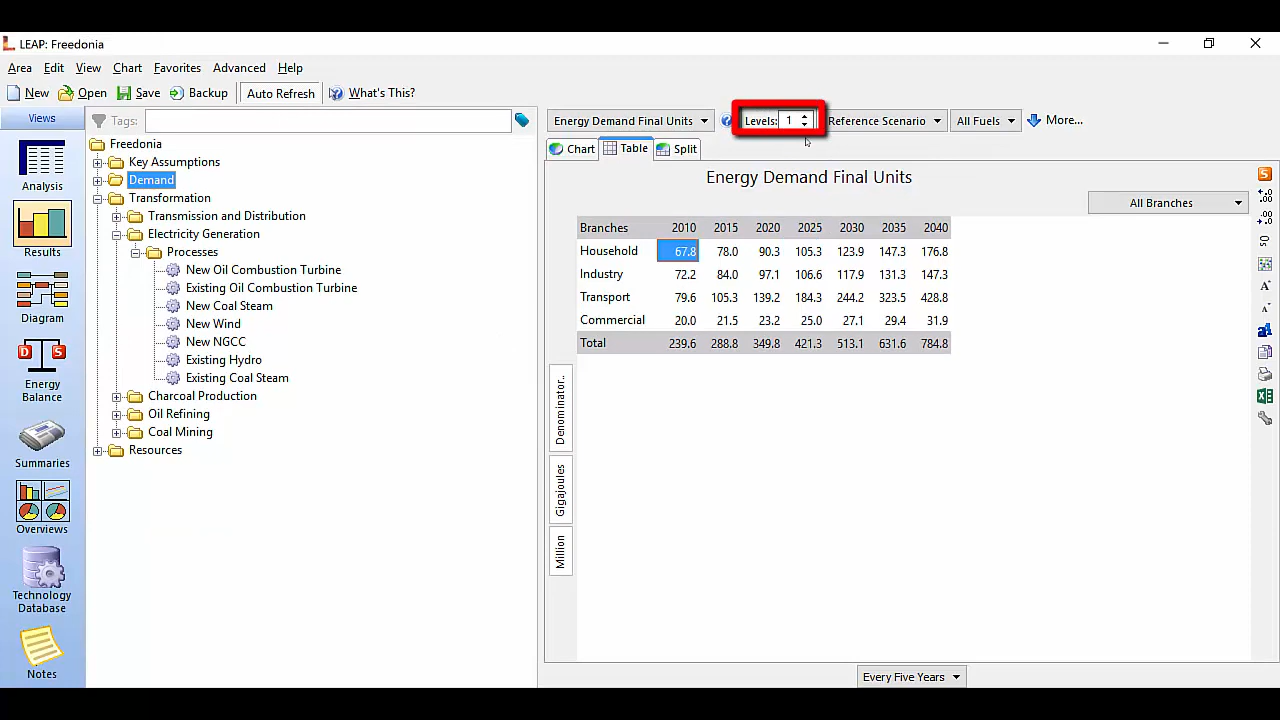 LEAP: Freedonia
Area Edit View Chart Favorites Advanced Help
New Open Save Backup Auto Refresh What's This?
Views
Analysis
Results
Diagram
Energy
Balance
Summaries
Overviews
Technology
Database
Notes
Tags:
Freedonia
Key Assumptions
Demand
Transformation
Transmission and Distribution
Electricity Generation
Processes
New Oil Combustion Turbine
Existing Oil Combustion Turbine
New Coal Steam
New Wind
New NGCC
Existing Hydro
Existing Coal Steam
Charcoal Production
Oil Refining
Coal Mining
Resources
Energy Demand Final Units Levels: 1 Reference Scenario All Fuels More...
Chart Table Split
Energy Demand Final Units
All Branches
Branches 2010 2015 2020 2025 2030 2035 2040
Household 67.8 78.0 90.3 105.3 123.9 147.3 176.8
Industry 72.2 84.0 97.1 106.6 117.9 131.3 147.3
Transport 79.6 105.3 139.2 184.3 244.2 323.5 428.8
Commercial 20.0 21.5 23.2 25.0 27.1 29.4 31.9
Total 239.6 288.8 349.8 421.3 513.1 631.6 784.8
Denominator..
Gigajoules
Million
Every Five Years